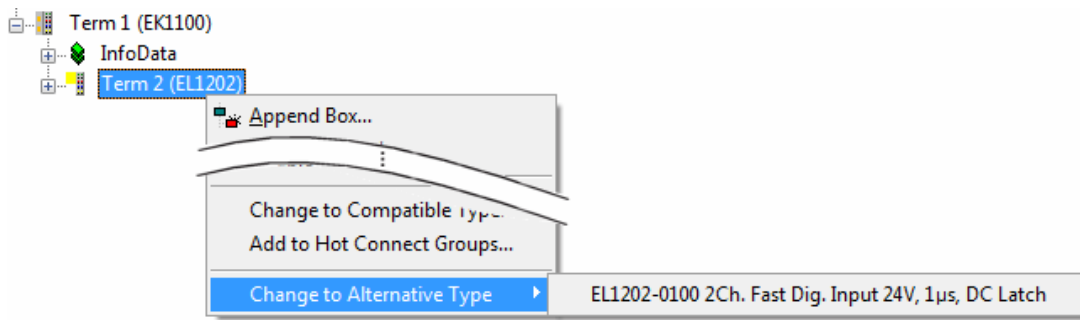 Term 1 (EK1100)
InfoData
Term 2 (EL1202)
Append Box...
Change to Compatible
Add to Hot Connect Groups...
Change to Alternative Type
EL1202-0100 2Ch. Fast Dig. Input 24V, 1µs, DC Latch